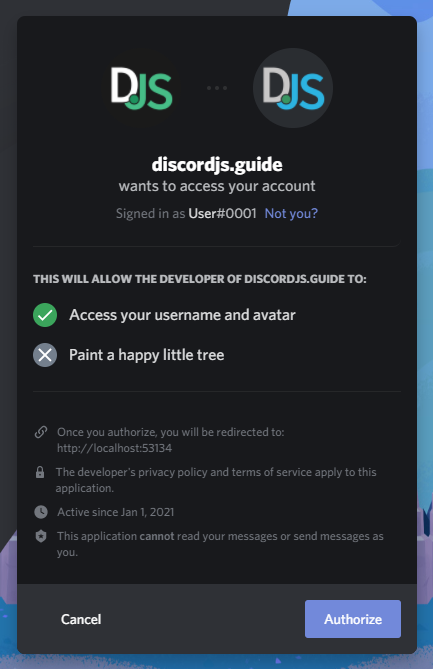 DJS
DJS
discordjs.guide
wants to access your account
Signed in as User#0001 Not you?
THIS WILL ALLOW THE DEVELOPER OF DISCORDJS.GUIDE TO:
Access your username and avatar
Paint a happy little tree
Once you authorize, you will be redirected to:
http://localhost:53134
The developer's privacy policy and terms of service apply to this
application.
Active since Jan 1, 2021
This application cannot read your messages or send messages as
you.
Cancel
Authorize